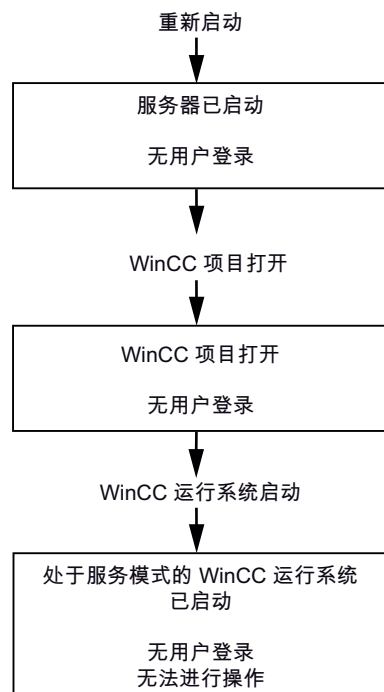 重新启动
服务器已启动
无用户登录
WinCC 项目打开
WinCC 项目打开
无用户登录
WinCC 运行系统启动
处于服务模式的 WinCC 运行系统
已启动
无用户登录
无法进行操作